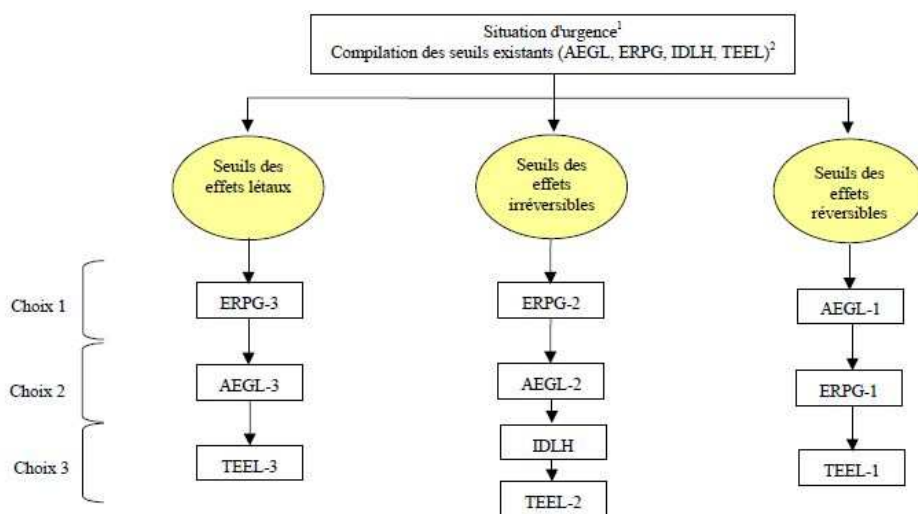 Situation d'urgence1
Compilation des seuils existants (AEGL, ERPG, IDLH, TEEL)2
Seuils des
effets létaux
Seuils des
effets
irréversibles
Seuils des
effets
réversibles
Choix 1
ERPG-3
ERPG-2
AEGL-1
Choix 2
AEGL-3
AEGL-2
ERPG-1
Choix 3
TEEL-3
IDLH
TEEL-2
TEEL-1